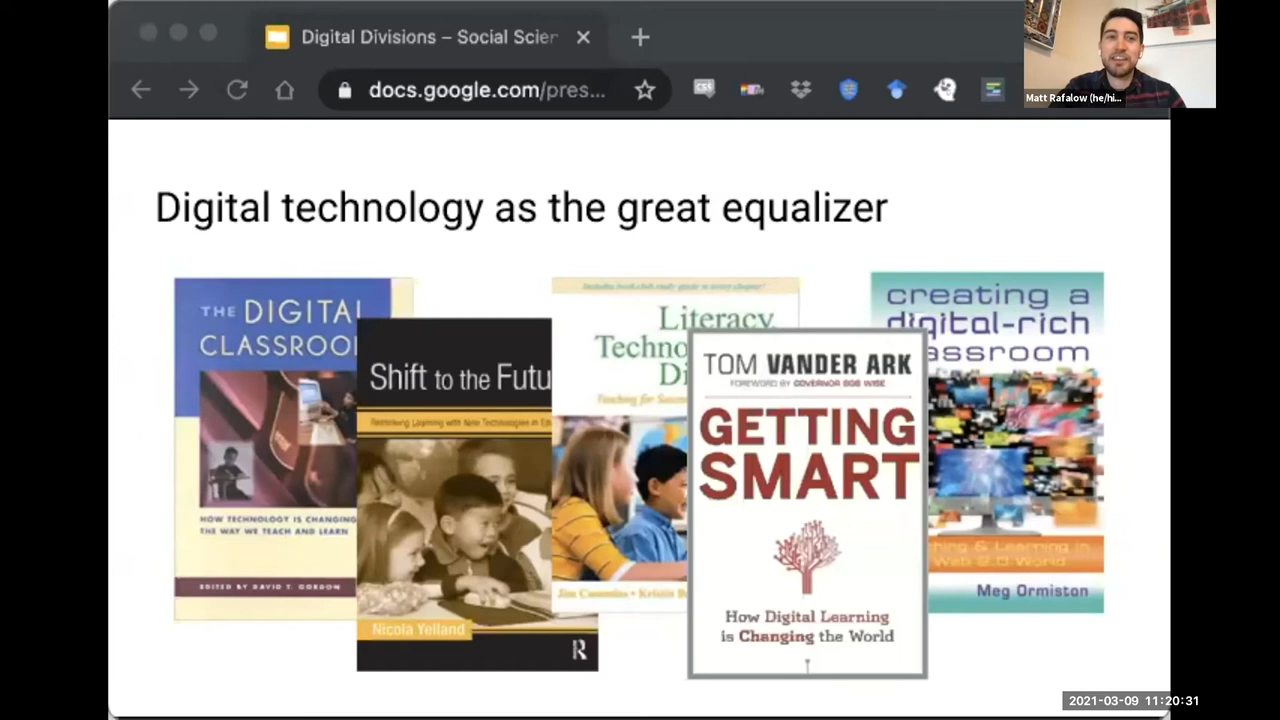 Digital Divisions – Social Scien
docs.google.com/pres...
CSS
Matt Rafalow (he/hi...
Digital technology as the great equalizer
THE DIGITAL
CLASSROO
HOW TECHNOLOGY IS CHANGING
THE WAY WE TEACH AND LEARN
EDITED BY DAVID T. GORDON
Shift to the Futu
Rethinking Learning with New Technologies in Ed
Nicola Yelland
R
Includes book-club study guide to every chapter!
Literacy,
Techno
Di
Teaching for
Jim Cummins • Kristin
TOM VANDER ARK
FOREWORD BY GOVERNOR BOB WISE
GETTING
SMART
How Digital Learning
is Changing the World
creating a
digital-rich
assroom
hing & Learning in
Web 2.0 World
Meg Ormiston
2021-03-09 11:20:31